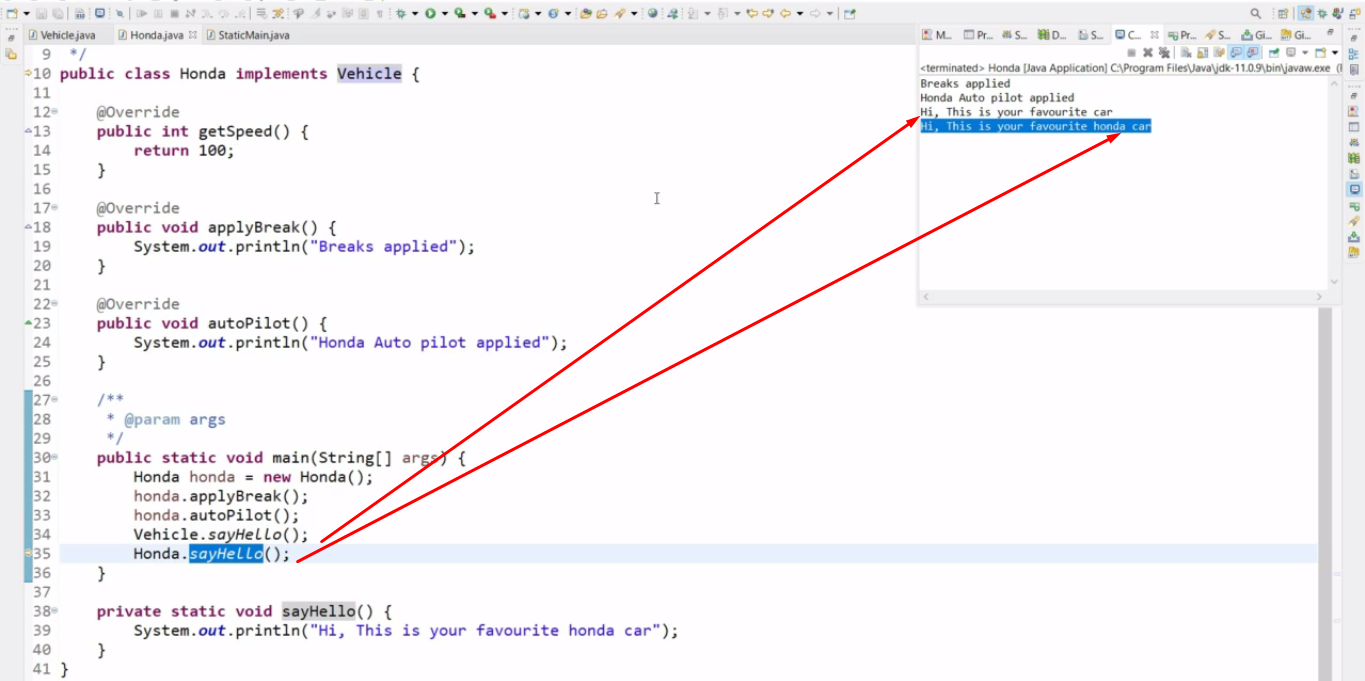 Vehicle.java
Honda.java
StaticMain.java
9 */
10 public class Honda implements Vehicle {
11
12 @Override
13 public int getSpeed() {
14 return 100;
15 }
16
17 @Override
18 public void applyBreak() {
19 System.out.println("Breaks applied");
20 }
21
22 @Override
23 public void autoPilot() {
24 System.out.println("Honda Auto pilot applied");
25 }
26
27 /**
28 * @param args
29 */
30 public static void main(String[] args) {
31 Honda honda = new Honda();
32 honda.applyBreak();
33 honda.autoPilot();
34 Vehicle.sayHello();
35 Honda.sayHello();
36 }
37
38 private static void sayHello() {
39 System.out.println("Hi, This is your favourite honda car");
40 }
41 }
M... Pr... S... D... S... C... Pr... S... Gi... Gi...
<terminated> Honda [Java Application] C:\Program Files\Java\jdk-11.0.9\bin\javaw.exe
Breaks applied
Honda Auto pilot applied
Hi, This is your favourite car
Hi, This is your favourite honda car